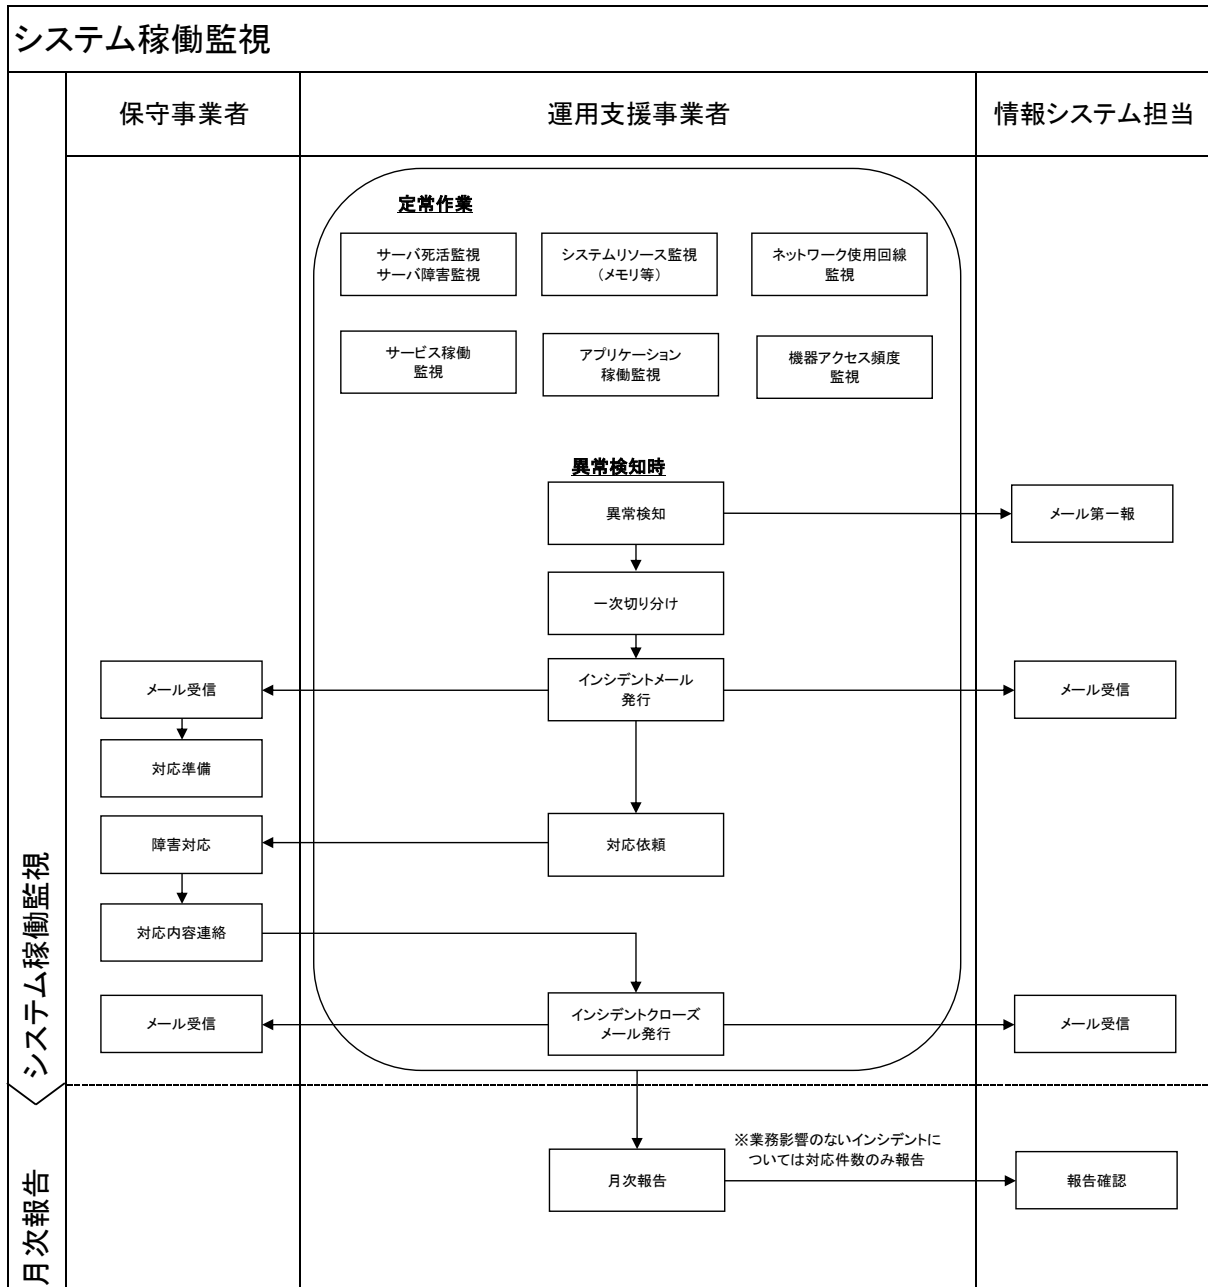 システム稼働監視
保守事業者
運用支援事業者
情報システム担当
定常作業
サーバ死活監視
サーバ障害監視
システムリソース監視
（メモリ等）
ネットワーク使用回線
監視
サービス稼働
監視
アプリケーション
稼働監視
機器アクセス頻度
監視
異常検知時
異常検知
メール第一報
一次切り分け
メール受信
インシデントメール
発行
メール受信
対応準備
障害対応
対応依頼
対応内容連絡
メール受信
インシデントクローズ
メール発行
メール受信
システム稼働監視
※業務影響のないインシデントに
ついては対応件数のみ報告
月次報告
報告確認
月次報告